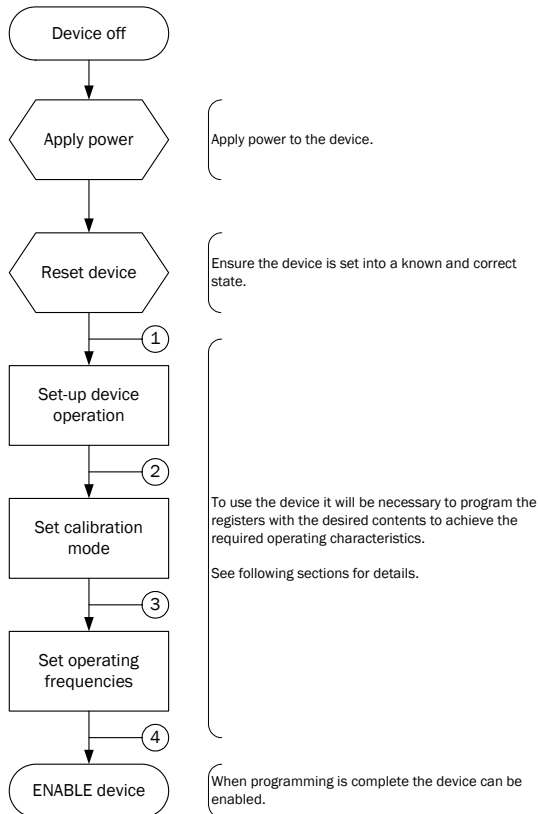 Device off
Apply power
Apply power to the device.
Reset device
Ensure the device is set into a known and correct
state.
1
Set-up device
operation
2
Set calibration
mode
To use the device it will be necessary to program the
registers with the desired contents to achieve the
required operating characteristics.
See following sections for details.
3
Set operating
frequencies
4
ENABLE device
When programming is complete the device can be
enabled.